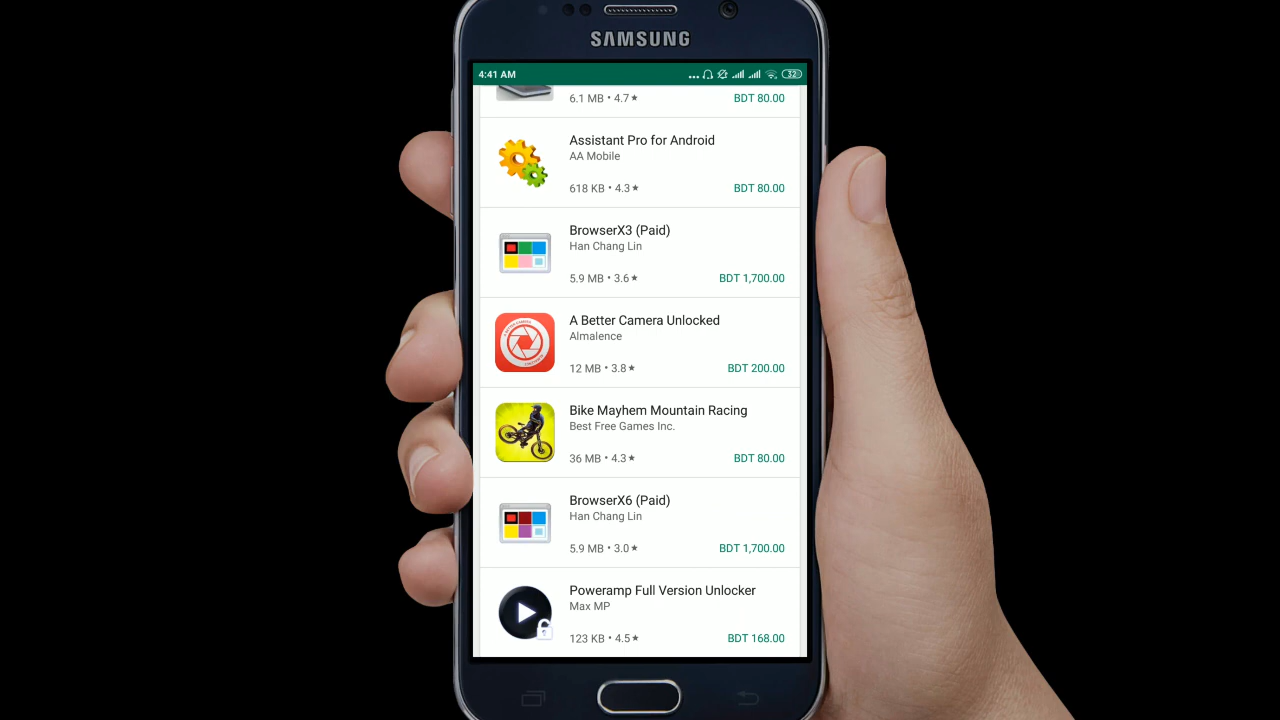 SAMSUNG
4:41 AM
32
6.1 MB • 4.7★ BDT 80.00
Assistant Pro for Android
AA Mobile
618 KB • 4.3★ BDT 80.00
BrowserX3 (Paid)
Han Chang Lin
5.9 MB • 3.6★ BDT 1,700.00
A Better Camera Unlocked
Almalence
12 MB • 3.8★ BDT 200.00
Bike Mayhem Mountain Racing
Best Free Games Inc.
36 MB • 4.3★ BDT 80.00
BrowserX6 (Paid)
Han Chang Lin
5.9 MB • 3.0★ BDT 1,700.00
Poweramp Full Version Unlocker
Max MP
123 KB • 4.5★ BDT 168.00